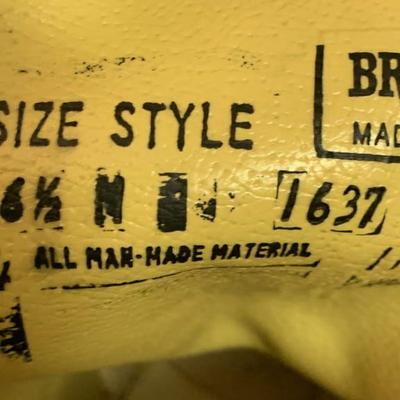 SIZE STYLE
6½ M 1637
ALL MAN-MADE MATERIAL
BR
MAD